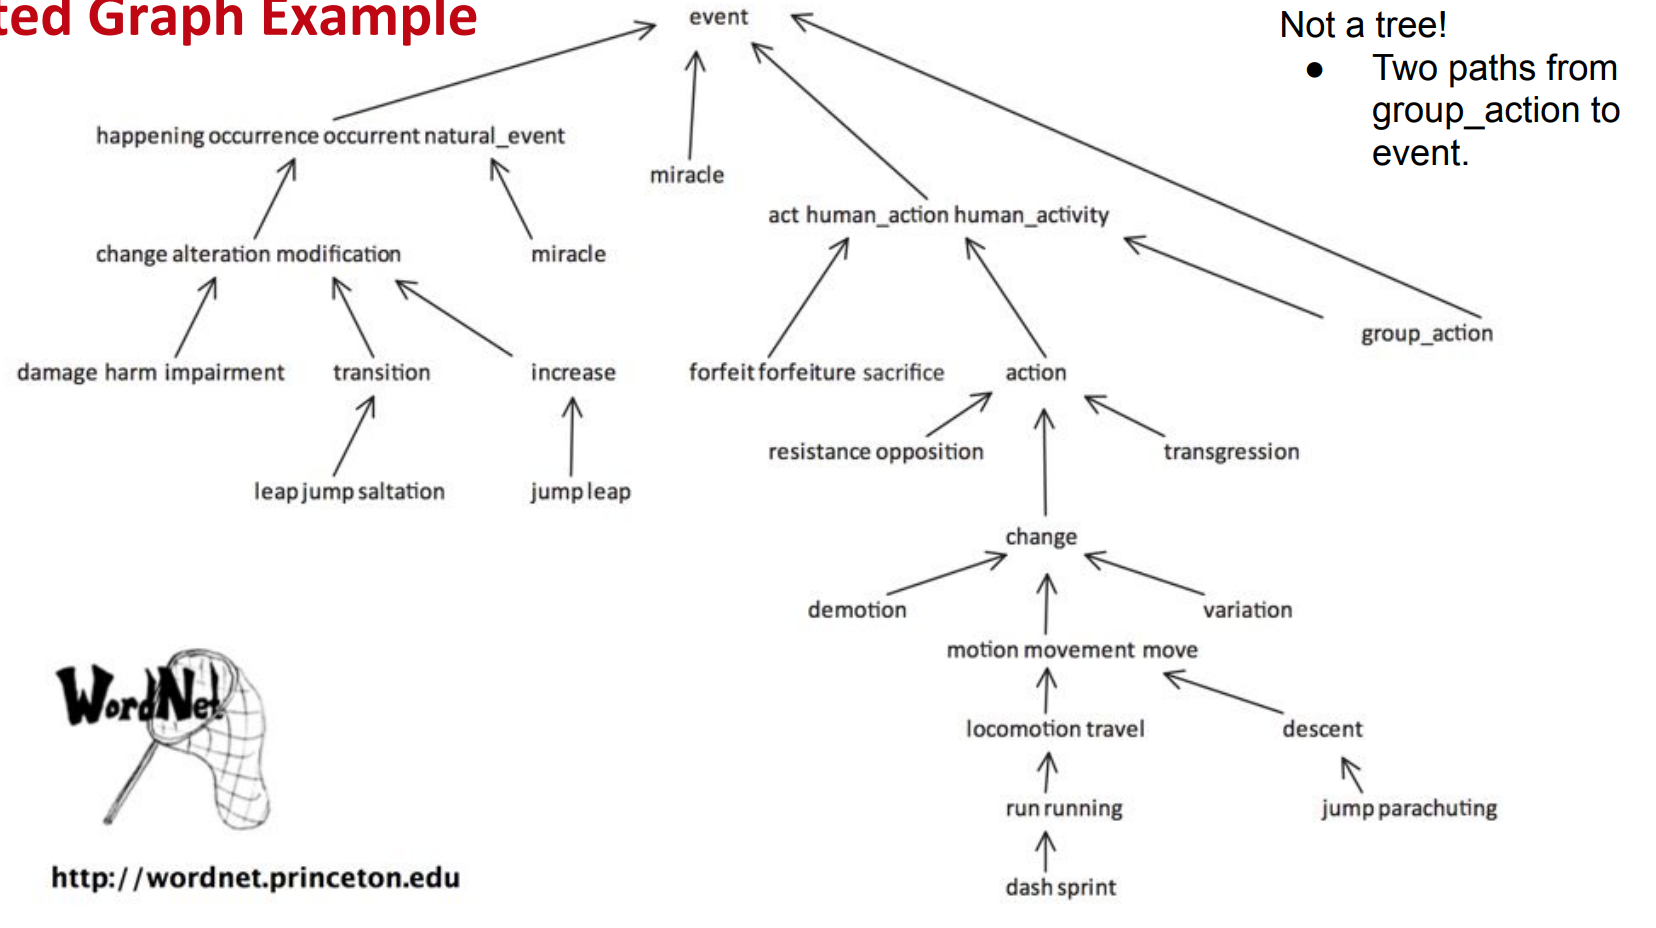 ted Graph Example
event
Not a tree!
● Two paths from
group_action to
event.
happening occurrence occurrent natural_event
miracle
act human_action human_activity
change alteration modification
miracle
group_action
damage harm impairment
transition
increase
forfeit forfeiture sacrifice
action
resistance opposition
transgression
leap jump saltation
jump leap
change
demotion
variation
motion movement move
WordNet
locomotion travel
descent
run running
jump parachuting
http://wordnet.princeton.edu
dash sprint